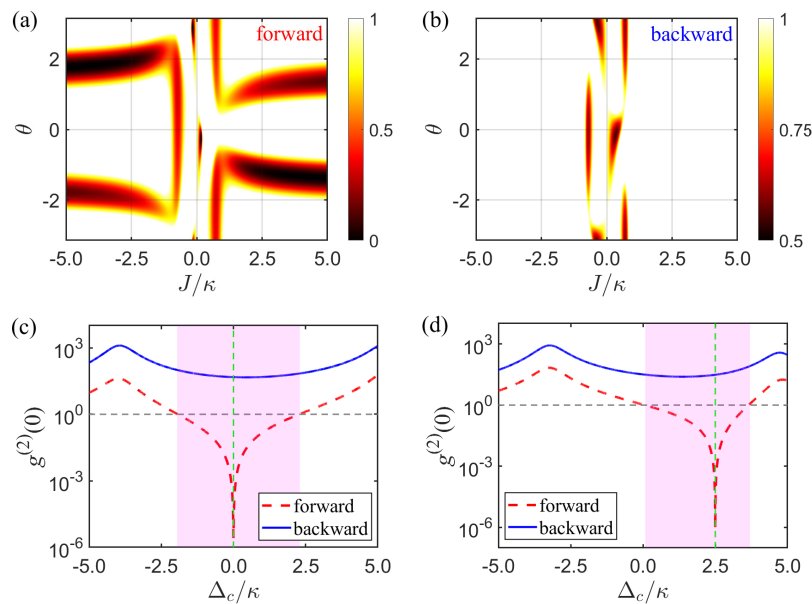 (a)
forward
1
0.5
0
2
0
-2
θ
-5.0 -2.5 0.0 2.5 5.0
J/κ
(b)
backward
1
0.75
0.5
2
0
-2
θ
-5.0 -2.5 0.0 2.5 5.0
J/κ
(c)
10^3
10^0
10^-3
10^-6
g^(2)(0)
forward
backward
-5.0 -2.5 0.0 2.5 5.0
Δ_c/κ
(d)
10^3
10^0
10^-3
10^-6
g^(2)(0)
forward
backward
-5.0 -2.5 0.0 2.5 5.0
Δ_c/κ